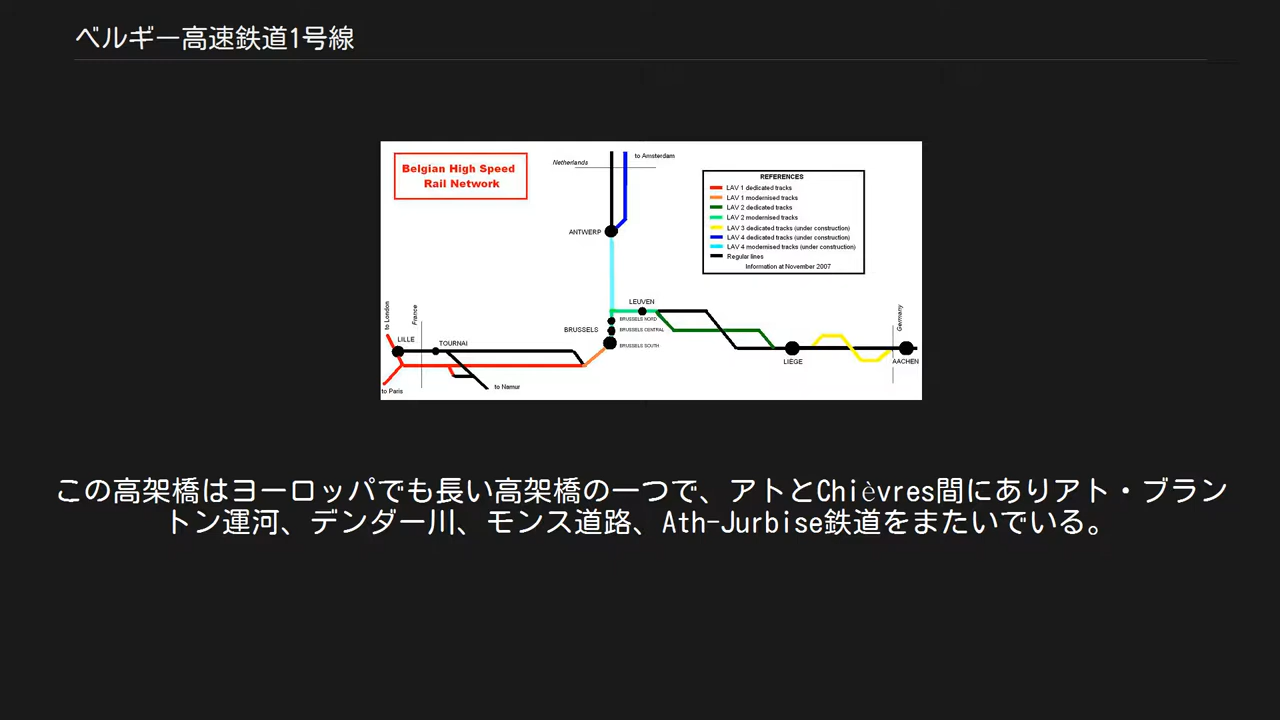 ベルギー高速鉄道1号線
Belgian High Speed
Rail Network
Netherlands
to Amsterdam
REFERENCES
LAV 1 dedicated tracks
LAV 1 modernised tracks
LAV 2 dedicated tracks
LAV 2 modernised tracks
LAV 3 dedicated tracks (under construction)
LAV 4 dedicated tracks (under construction)
LAV 4 modernised tracks (under construction)
Regular lines
Information at November 2007
ANTWERP
to London
France
LEUVEN
Germany
BRUSSELS NORD
BRUSSELS
BRUSSELS CENTRAL
BRUSSELS SOUTH
LILLE
TOURNAI
LIEGE
AACHEN
to Paris
to Namur
この高架橋はヨーロッパでも長い高架橋の一つで、アトとChièvres間にありアト・ブラン
トン運河、デンダー川、モンス道路、Ath-Jurbise鉄道をまたいでいる。